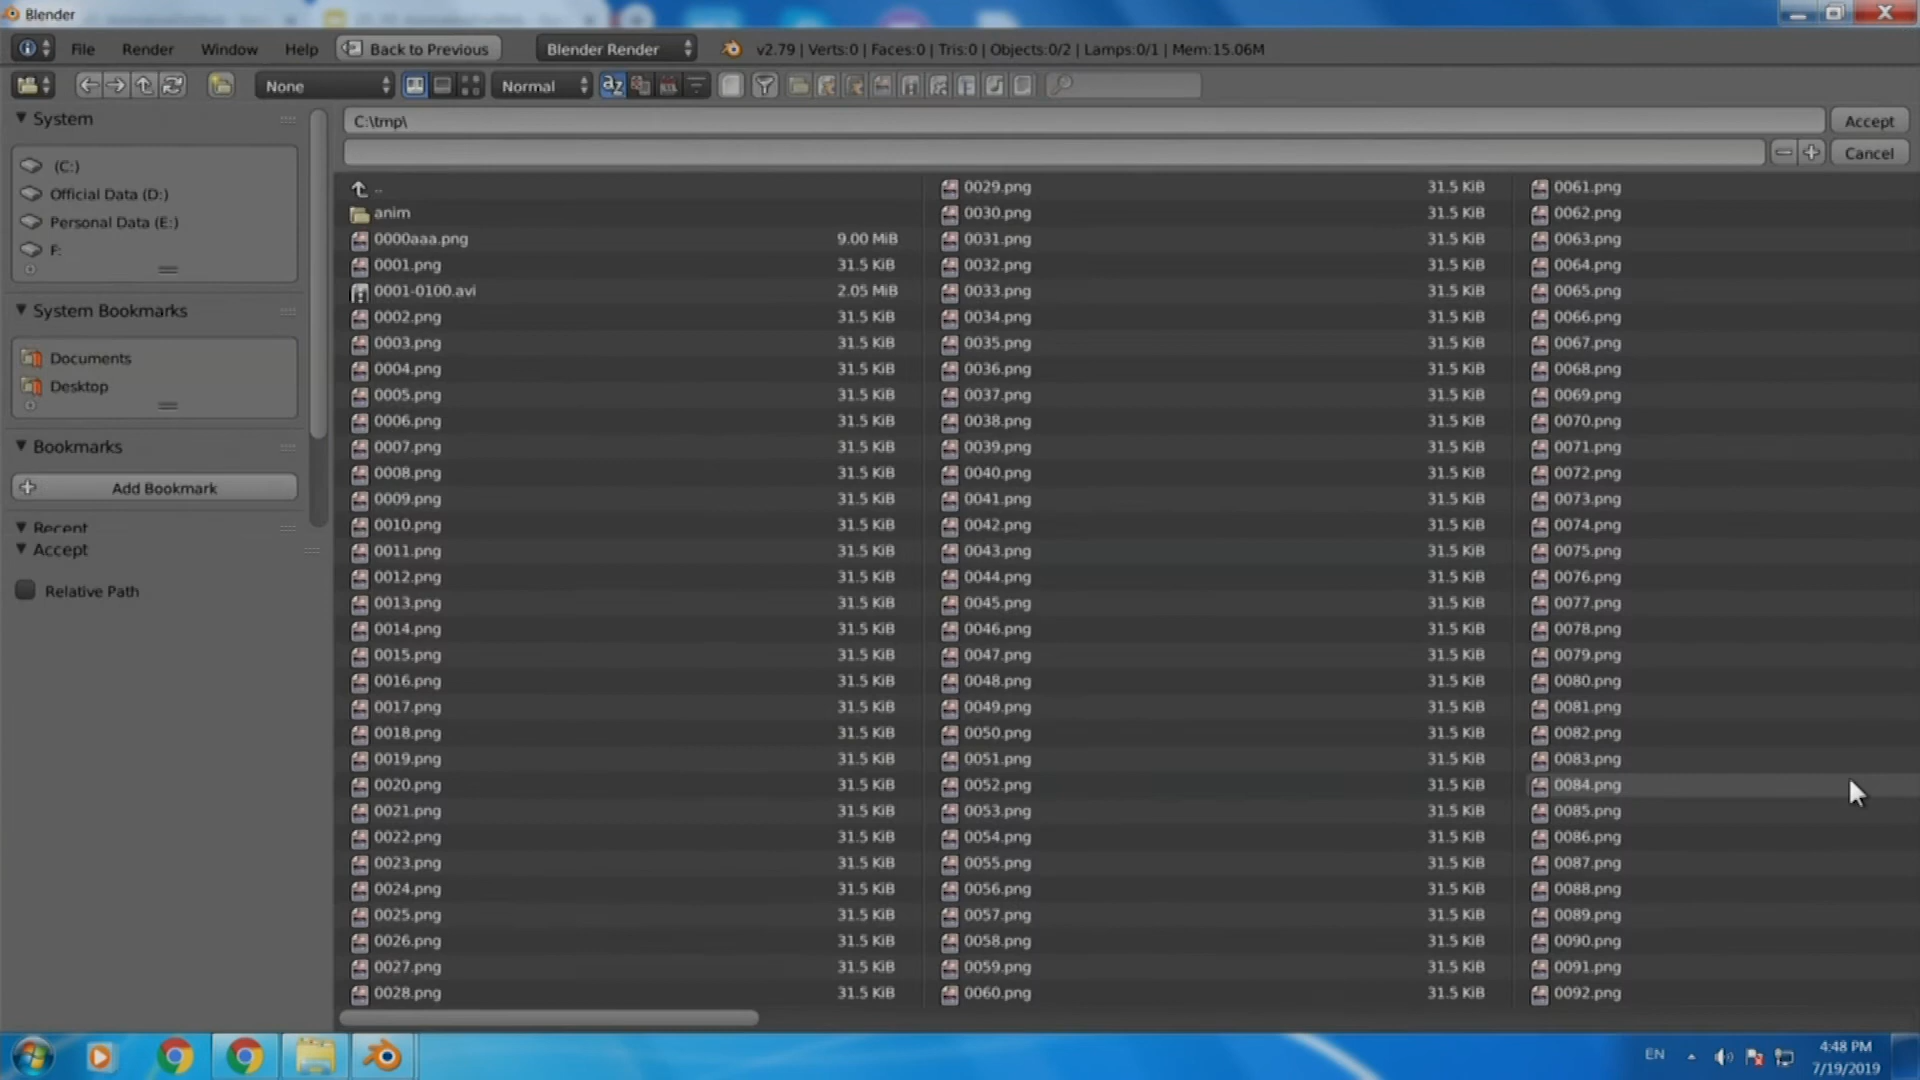 Blender
File Render Window Help Back to Previous Blender Render v2.79 | Verts:0 | Faces:0 | Tris:0 | Objects:0/2 | Lamps:0/1 | Mem:15.06M
None Normal
System
(C:)
Official Data (D:)
Personal Data (E:)
F:
System Bookmarks
Documents
Desktop
Bookmarks
Add Bookmark
Recent
Accept
Relative Path
C:\tmp\ Accept
Cancel
..
anim
0000aaa.png 9.00 MiB
0001.png 31.5 KiB
0001-0100.avi 2.05 MiB
0002.png 31.5 KiB
0003.png 31.5 KiB
0004.png 31.5 KiB
0005.png 31.5 KiB
0006.png 31.5 KiB
0007.png 31.5 KiB
0008.png 31.5 KiB
0009.png 31.5 KiB
0010.png 31.5 KiB
0011.png 31.5 KiB
0012.png 31.5 KiB
0013.png 31.5 KiB
0014.png 31.5 KiB
0015.png 31.5 KiB
0016.png 31.5 KiB
0017.png 31.5 KiB
0018.png 31.5 KiB
0019.png 31.5 KiB
0020.png 31.5 KiB
0021.png 31.5 KiB
0022.png 31.5 KiB
0023.png 31.5 KiB
0024.png 31.5 KiB
0025.png 31.5 KiB
0026.png 31.5 KiB
0027.png 31.5 KiB
0028.png 31.5 KiB
0029.png 31.5 KiB
0030.png 31.5 KiB
0031.png 31.5 KiB
0032.png 31.5 KiB
0033.png 31.5 KiB
0034.png 31.5 KiB
0035.png 31.5 KiB
0036.png 31.5 KiB
0037.png 31.5 KiB
0038.png 31.5 KiB
0039.png 31.5 KiB
0040.png 31.5 KiB
0041.png 31.5 KiB
0042.png 31.5 KiB
0043.png 31.5 KiB
0044.png 31.5 KiB
0045.png 31.5 KiB
0046.png 31.5 KiB
0047.png 31.5 KiB
0048.png 31.5 KiB
0049.png 31.5 KiB
0050.png 31.5 KiB
0051.png 31.5 KiB
0052.png 31.5 KiB
0053.png 31.5 KiB
0054.png 31.5 KiB
0055.png 31.5 KiB
0056.png 31.5 KiB
0057.png 31.5 KiB
0058.png 31.5 KiB
0059.png 31.5 KiB
0060.png 31.5 KiB
0061.png
0062.png
0063.png
0064.png
0065.png
0066.png
0067.png
0068.png
0069.png
0070.png
0071.png
0072.png
0073.png
0074.png
0075.png
0076.png
0077.png
0078.png
0079.png
0080.png
0081.png
0082.png
0083.png
0084.png
0085.png
0086.png
0087.png
0088.png
0089.png
0090.png
0091.png
0092.png
EN
4:48 PM
7/19/2019